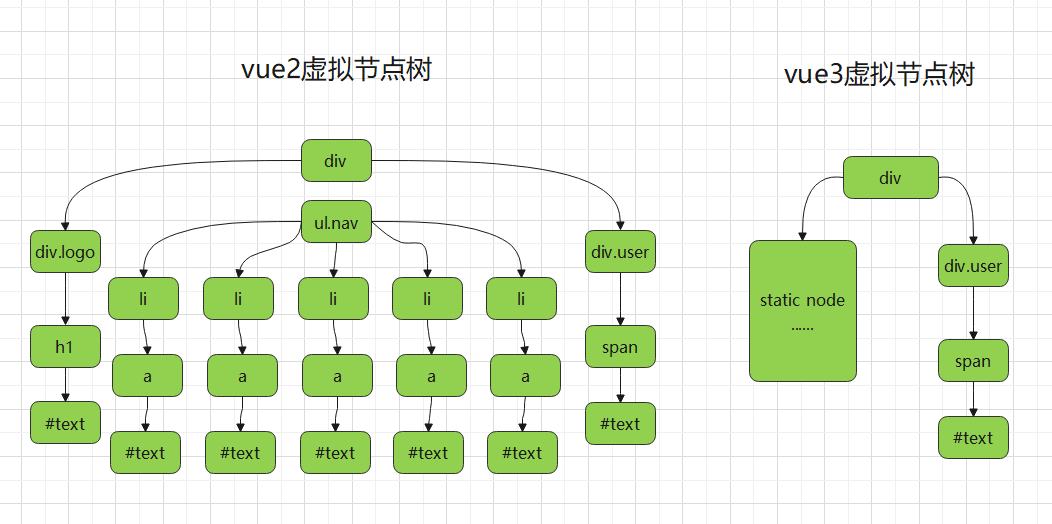 vue2虚拟节点树
div
ul.nav
div.logo
div.user
li
li
li
li
li
h1
span
a
a
a
a
a
#text
#text
#text
#text
#text
#text
#text
vue3虚拟节点树
div
static node
......
div.user
span
#text